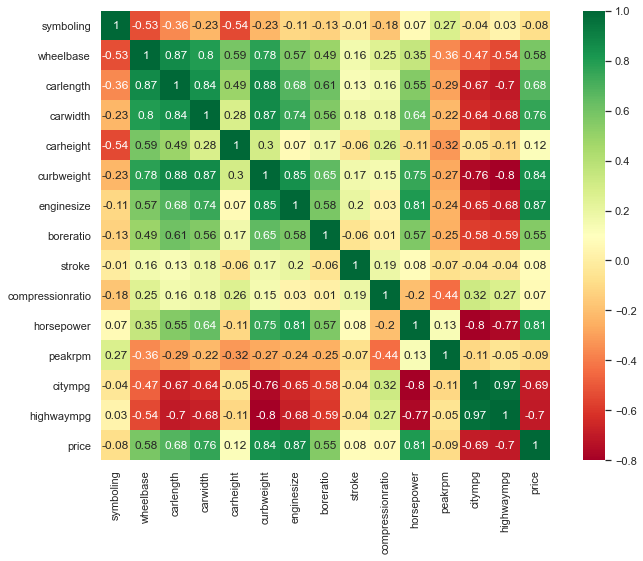 symboling 1 -0.53 -0.36 -0.23 -0.54 -0.23 -0.11 -0.13 -0.01 -0.18 0.07 0.27 -0.04 0.03 -0.08
wheelbase -0.53 1 0.87 0.8 0.59 0.78 0.57 0.49 0.16 0.25 0.35 -0.36 -0.47 -0.54 0.58
carlength -0.36 0.87 1 0.84 0.49 0.88 0.68 0.61 0.13 0.16 0.55 -0.29 -0.67 -0.7 0.68
carwidth -0.23 0.8 0.84 1 0.28 0.87 0.74 0.56 0.18 0.18 0.64 -0.22 -0.64 -0.68 0.76
carheight -0.54 0.59 0.49 0.28 1 0.3 0.07 0.17 -0.06 0.26 -0.11 -0.32 -0.05 -0.11 0.12
curbweight -0.23 0.78 0.88 0.87 0.3 1 0.85 0.65 0.17 0.15 0.75 -0.27 -0.76 -0.8 0.84
enginesize -0.11 0.57 0.68 0.74 0.07 0.85 1 0.58 0.2 0.03 0.81 -0.24 -0.65 -0.68 0.87
boreratio -0.13 0.49 0.61 0.56 0.17 0.65 0.58 1 -0.06 0.01 0.57 -0.25 -0.58 -0.59 0.55
stroke -0.01 0.16 0.13 0.18 -0.06 0.17 0.2 -0.06 1 0.19 0.08 -0.07 -0.04 -0.04 0.08
compressionratio -0.18 0.25 0.16 0.18 0.26 0.15 0.03 0.01 0.19 1 -0.2 -0.44 0.32 0.27 0.07
horsepower 0.07 0.35 0.55 0.64 -0.11 0.75 0.81 0.57 0.08 -0.2 1 0.13 -0.8 -0.77 0.81
peakrpm 0.27 -0.36 -0.29 -0.22 -0.32 -0.27 -0.24 -0.25 -0.07 -0.44 0.13 1 -0.11 -0.05 -0.09
citympg -0.04 -0.47 -0.67 -0.64 -0.05 -0.76 -0.65 -0.58 -0.04 0.32 -0.8 -0.11 1 0.97 -0.69
highwaympg 0.03 -0.54 -0.7 -0.68 -0.11 -0.8 -0.68 -0.59 -0.04 0.27 -0.77 -0.05 0.97 1 -0.7
price -0.08 0.58 0.68 0.76 0.12 0.84 0.87 0.55 0.08 0.07 0.81 -0.09 -0.69 -0.7 1
symboling wheelbase carlength carwidth carheight curbweight enginesize boreratio stroke compressionratio horsepower peakrpm citympg highwaympg price
1.0
0.8
0.6
0.4
0.2
0.0
−0.2
−0.4
−0.6
−0.8